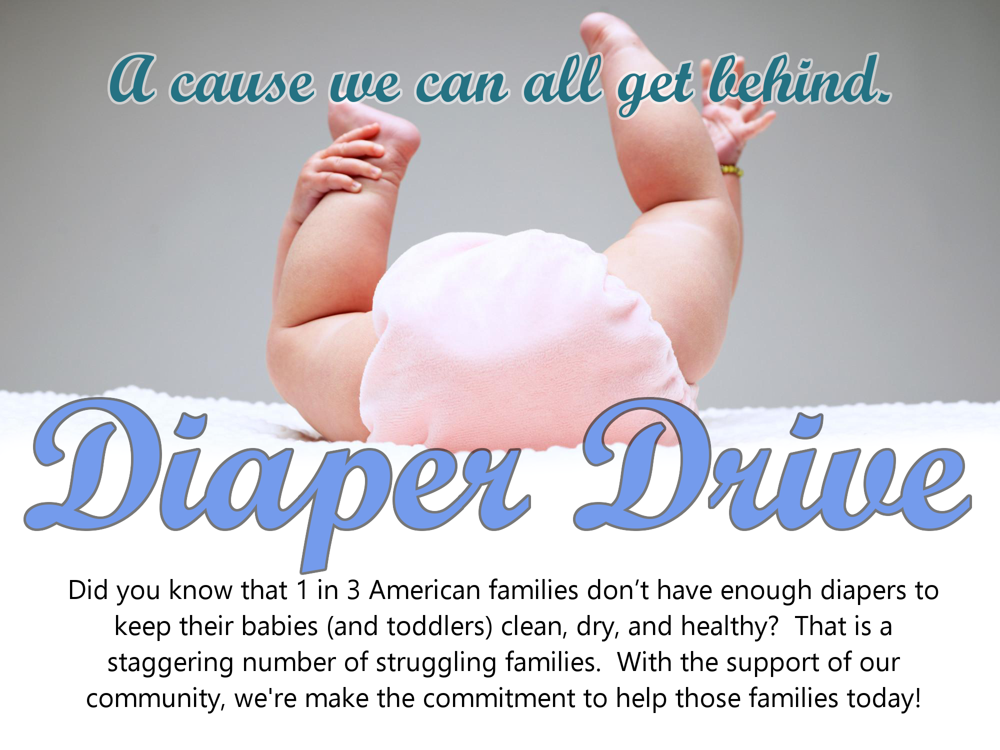 A cause we can all get behind.
Diaper Drive
Did you know that 1 in 3 American families don’t have enough diapers to
keep their babies (and toddlers) clean, dry, and healthy?  That is a
staggering number of struggling families.  With the support of our
community, we're make the commitment to help those families today!